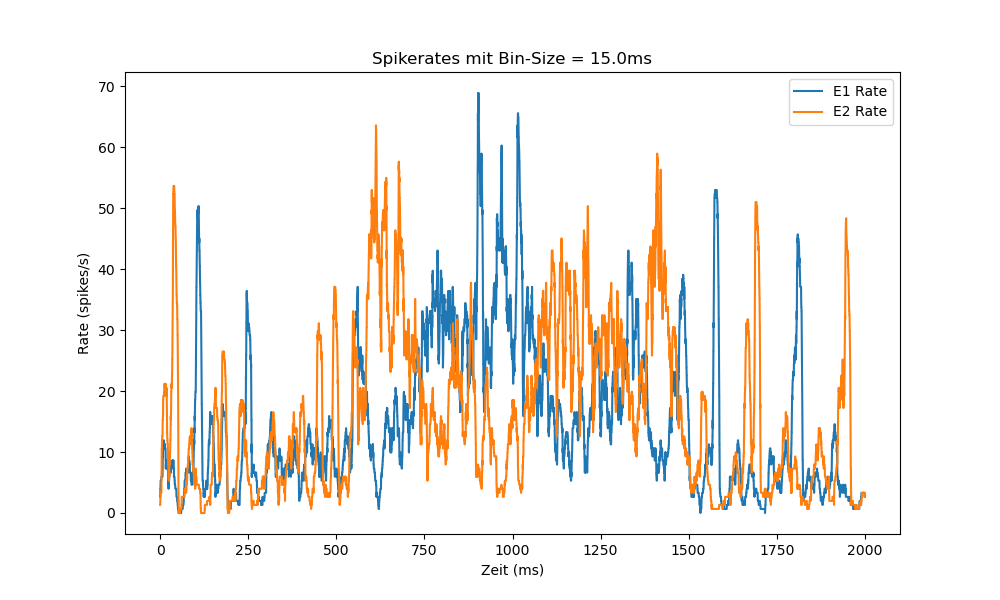 Spikerates mit Bin-Size = 15.0ms
E1 Rate
E2 Rate
Rate (spikes/s)
70
60
50
40
30
20
10
0
0 250 500 750 1000 1250 1500 1750 2000
Zeit (ms)